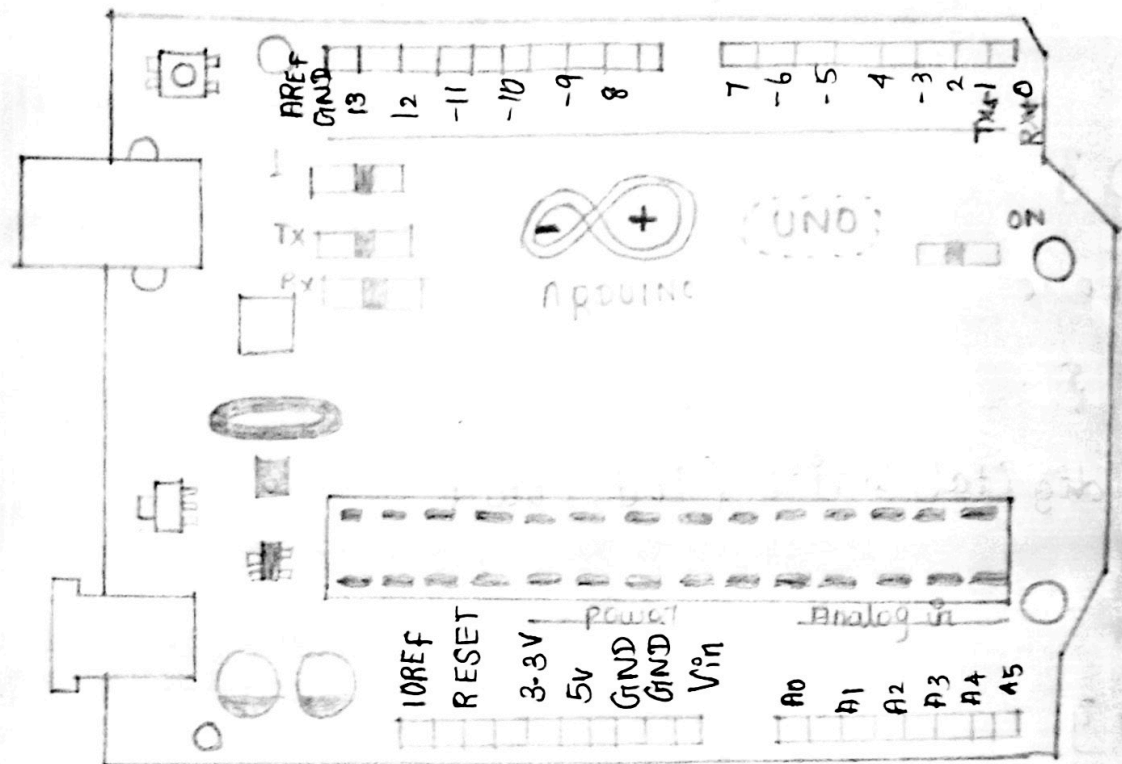 AREF
GND
13
12
-11
-10
-9
8
7
-6
-5
4
-3
2
TX→1
RX←0
L
TX
RX
UNO
ON
ARDUINO
Power
Analog in
IOREF
RESET
3-3V
5V
GND
GND
Vin
A0
A1
A2
A3
A4
A5